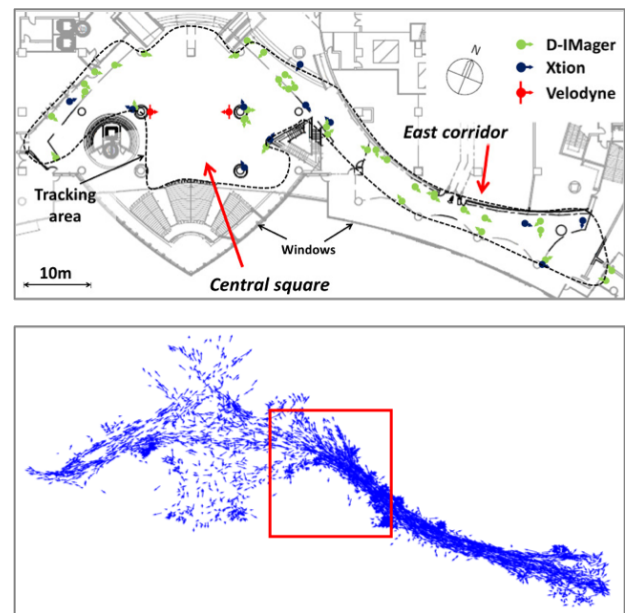 N
D-IMager
Xtion
Velodyne
East corridor
Tracking
area
Windows
10m
Central square